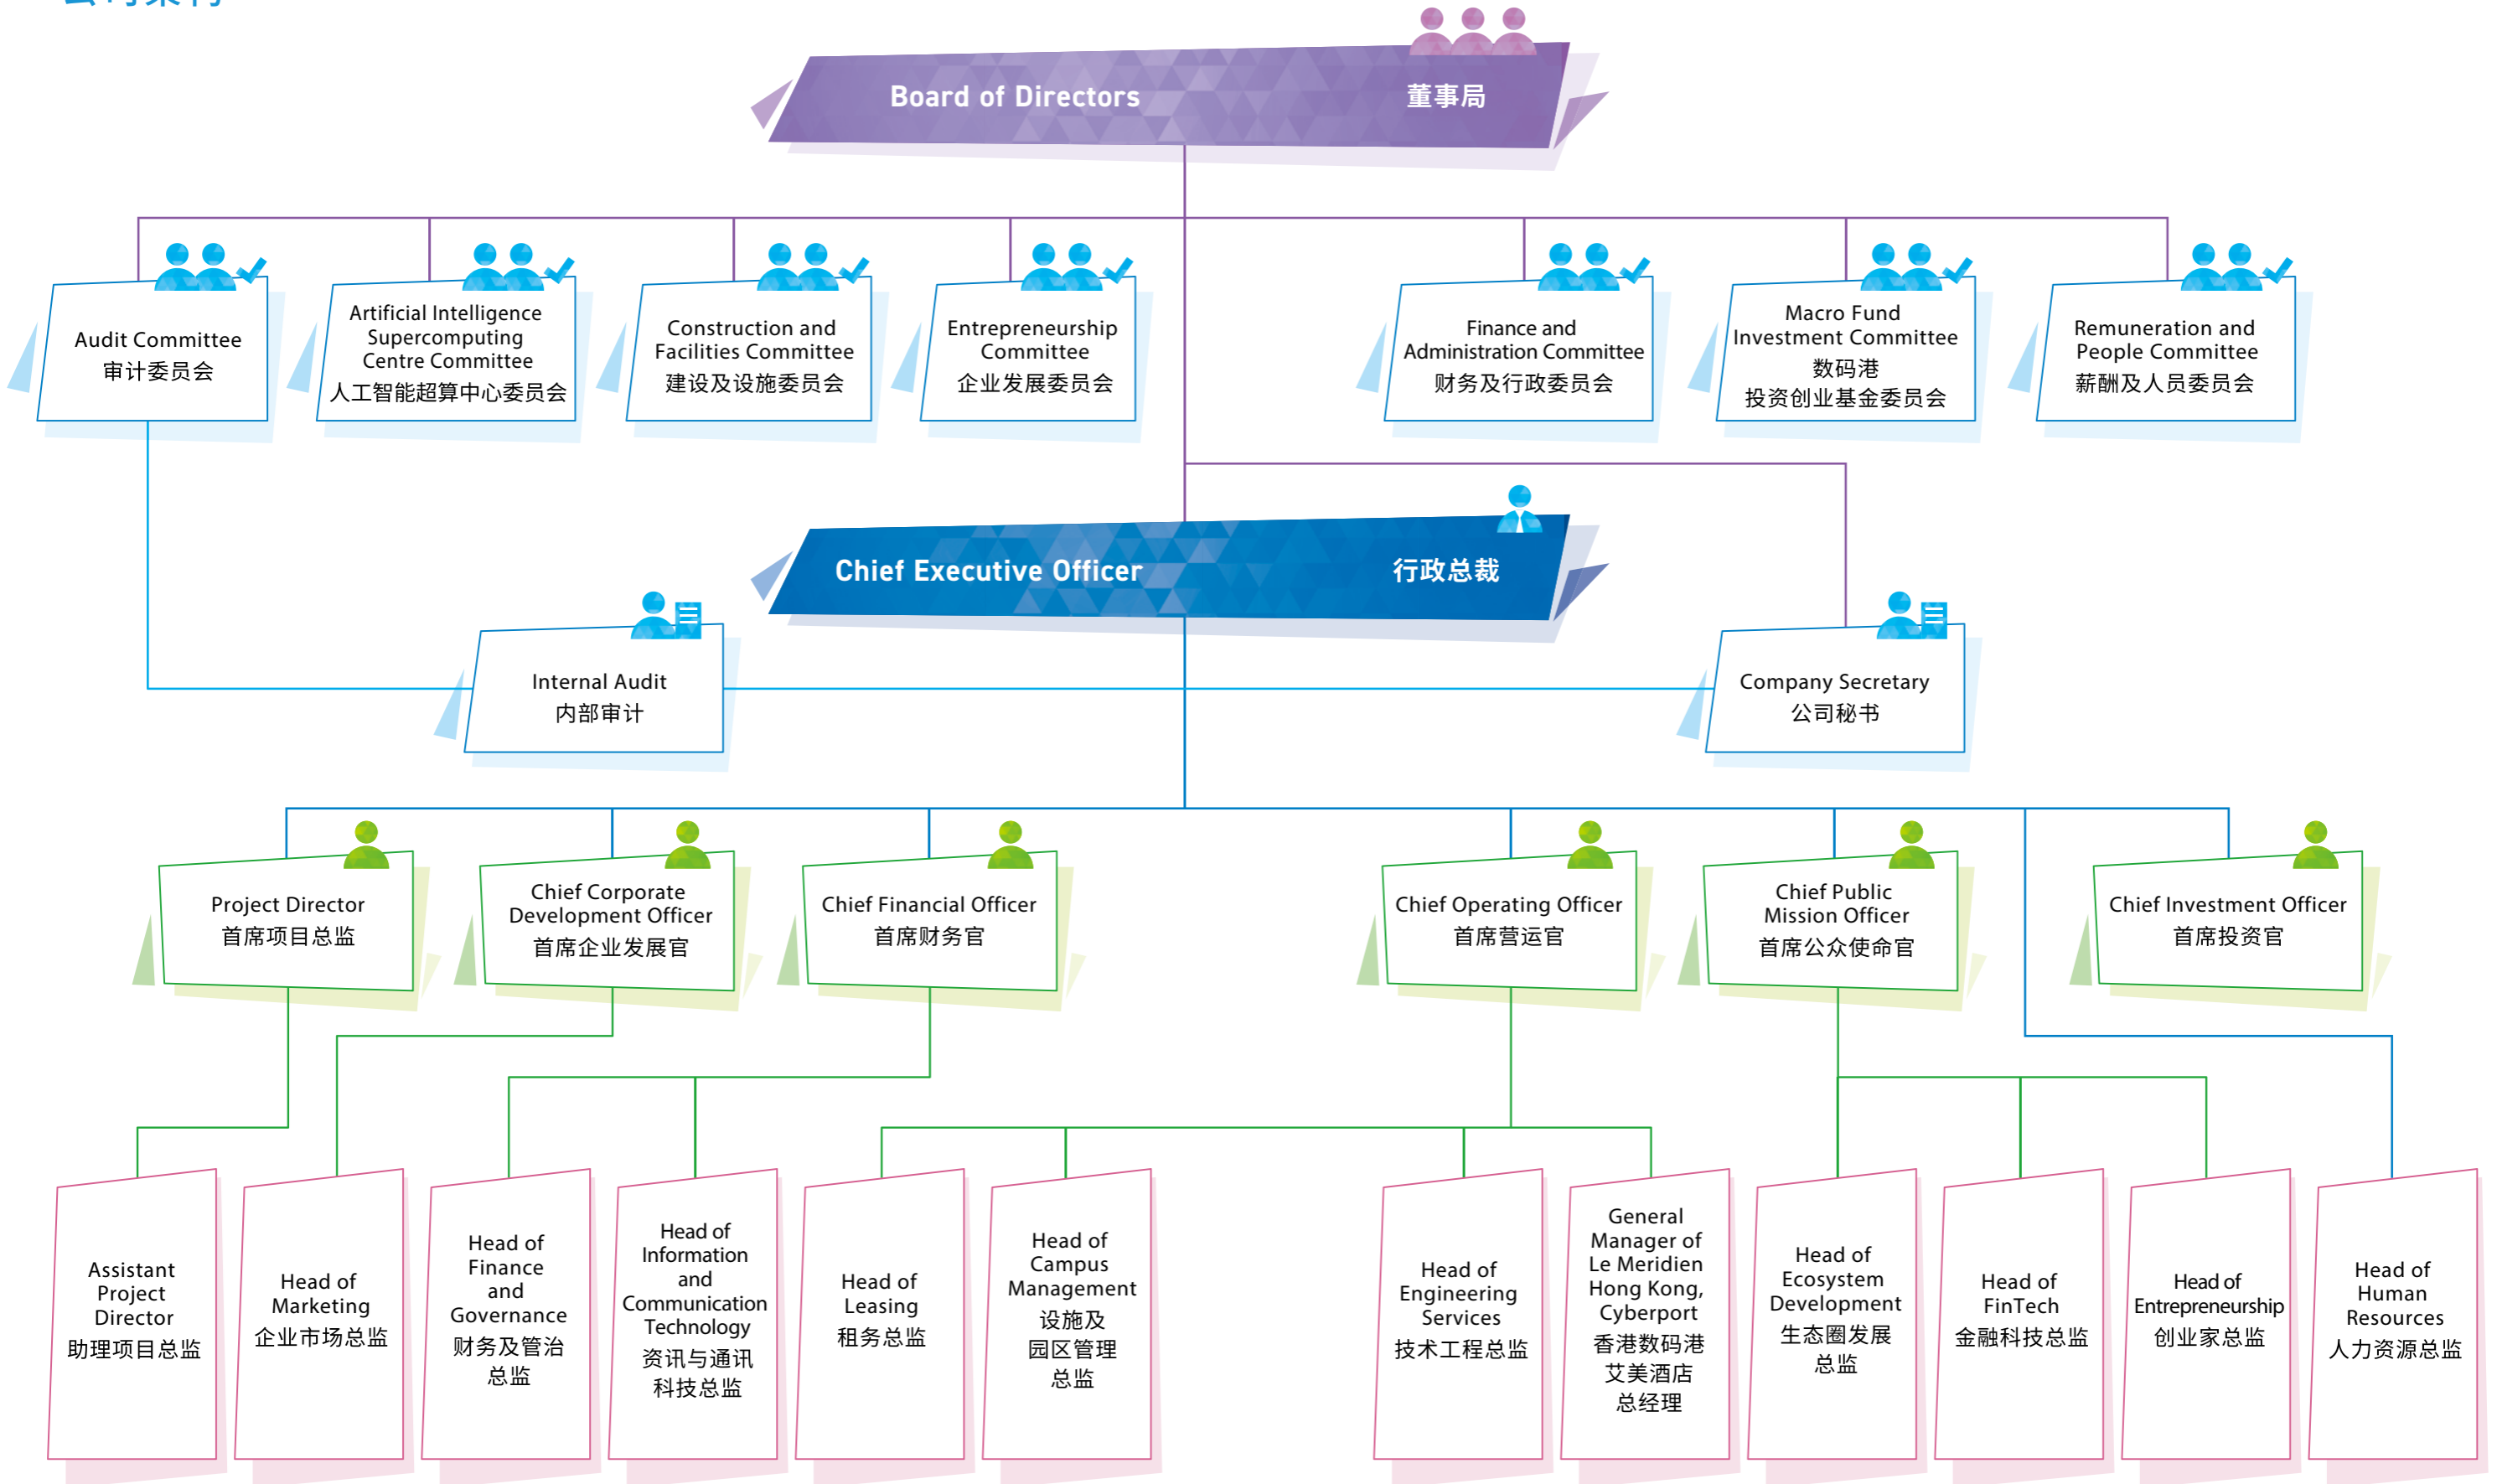 公司架构
Board of Directors
董事局
Audit Committee
审计委员会
Artificial Intelligence
Supercomputing
Centre Committee
人工智能超算中心委员会
Construction and
Facilities Committee
建设及设施委员会
Entrepreneurship
Committee
企业发展委员会
Finance and
Administration Committee
财务及行政委员会
Macro Fund
Investment Committee
数码港
投资创业基金委员会
Remuneration and
People Committee
薪酬及人员委员会
Chief Executive Officer
行政总裁
Internal Audit
内部审计
Company Secretary
公司秘书
Project Director
首席项目总监
Chief Corporate
Development Officer
首席企业发展官
Chief Financial Officer
首席财务官
Chief Operating Officer
首席营运官
Chief Public
Mission Officer
首席公众使命官
Chief Investment Officer
首席投资官
Assistant
Project
Director
助理项目总监
Head of
Marketing
企业市场总监
Head of
Finance
and
Governance
财务及管治
总监
Head of
Information
and
Communication
Technology
资讯与通讯
科技总监
Head of
Leasing
租务总监
Head of
Campus
Management
设施及
园区管理
总监
Head of
Engineering
Services
技术工程总监
General
Manager of
Le Meridien
Hong Kong,
Cyberport
香港数码港
艾美酒店
总经理
Head of
Ecosystem
Development
生态圈发展
总监
Head of
FinTech
金融科技总监
Head of
Entrepreneurship
创业家总监
Head of
Human
Resources
人力资源总监